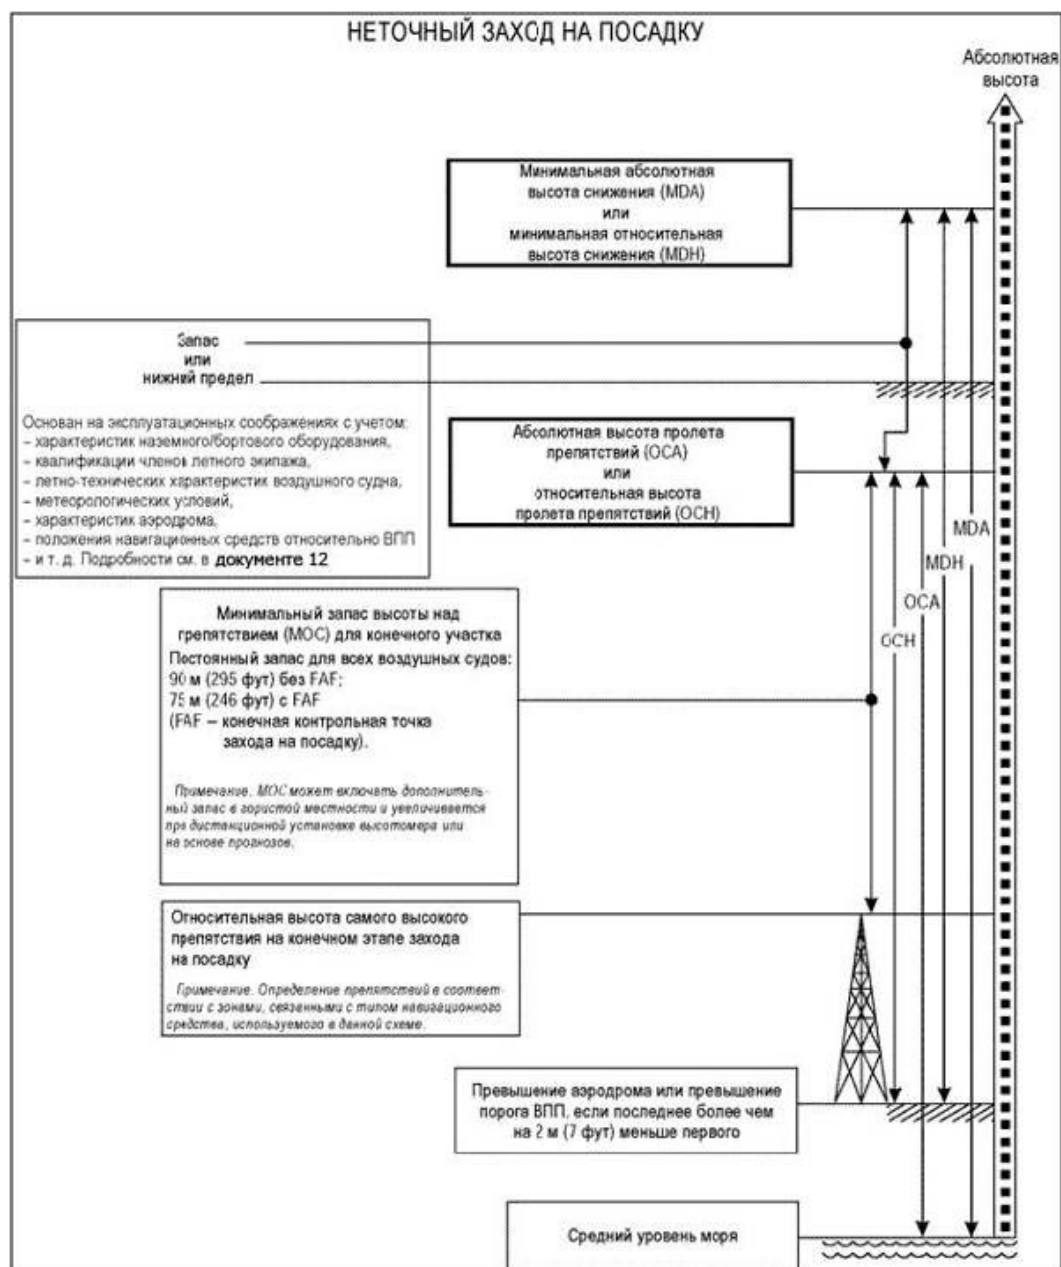 НЕТОЧНЫЙ ЗАХОД НА ПОСАДКУ
Абсолютная
высота
Минимальная абсолютная
высота снижения (MDA)
или
минимальная относительная
высота снижения (MDH)
Запас
или
нижний предел
Основан на эксплуатационных соображениях с учетом:
– характеристик наземного/бортового оборудования,
– квалификации членов летного экипажа,
– летно-технических характеристик воздушного судна,
– метеорологических условий,
– характеристик аэродрома,
– положения навигационных средств относительно ВПП
– и т. д. Подробности см. в документе 12
Абсолютная высота пролета
препятствий (OCA)
или
относительная высота
пролета препятствий (OCH)
MDA
MDH
OCA
OCH
Минимальный запас высоты над
препятствием (MOC) для конечного участка
Постоянный запас для всех воздушных судов:
90 м (295 фут) без FAF;
75 м (246 фут) с FAF
(FAF – конечная контрольная точка
захода на посадку).
Примечание. МОС может включать дополнитель-
ный запас в гористой местности и увеличивается
при дистанционной установке высотомера или
на основе прогнозов.
Относительная высота самого высокого
препятствия на конечном этапе захода
на посадку
Примечание. Определение препятствий в соответ-
ствии с зонами, связанными с типом навигационного
средства, используемого в данной схеме.
Превышение аэродрома или превышение
порога ВПП, если последнее более чем
на 2 м (7 фут) меньше первого
Средний уровень моря